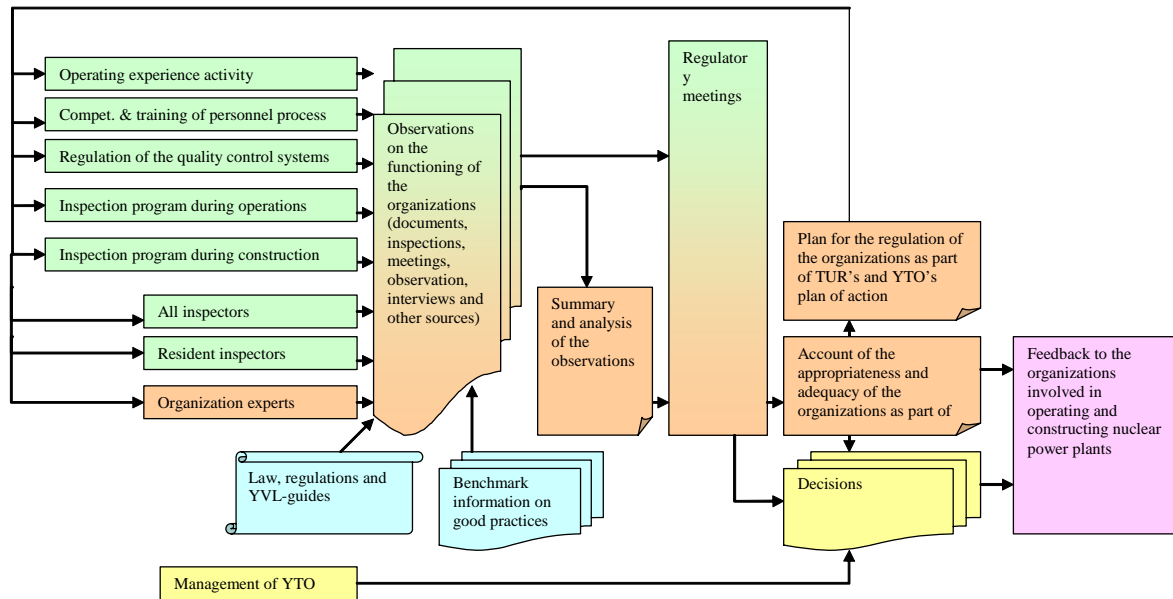 Operating experience activity
Compet. & training of personnel process
Regulation of the quality control systems
Inspection program during operations
Inspection program during construction
All inspectors
Resident inspectors
Organization experts
Observations
on the
functioning of
the
organizations
(documents,
inspections,
meetings,
observation,
interviews and
other sources)
Law, regulations and
YVL-guides
Benchmark
information on
good practices
Summary
and analysis
of the
observations
Regulator
y
meetings
Plan for the regulation of
the organizations as part
of TUR's and YTO's
plan of action
Account of the
appropriateness and
adequacy of the
organizations as part of
Decisions
Feedback to the
organizations
involved in
operating and
constructing nuclear
power plants
Management of YTO